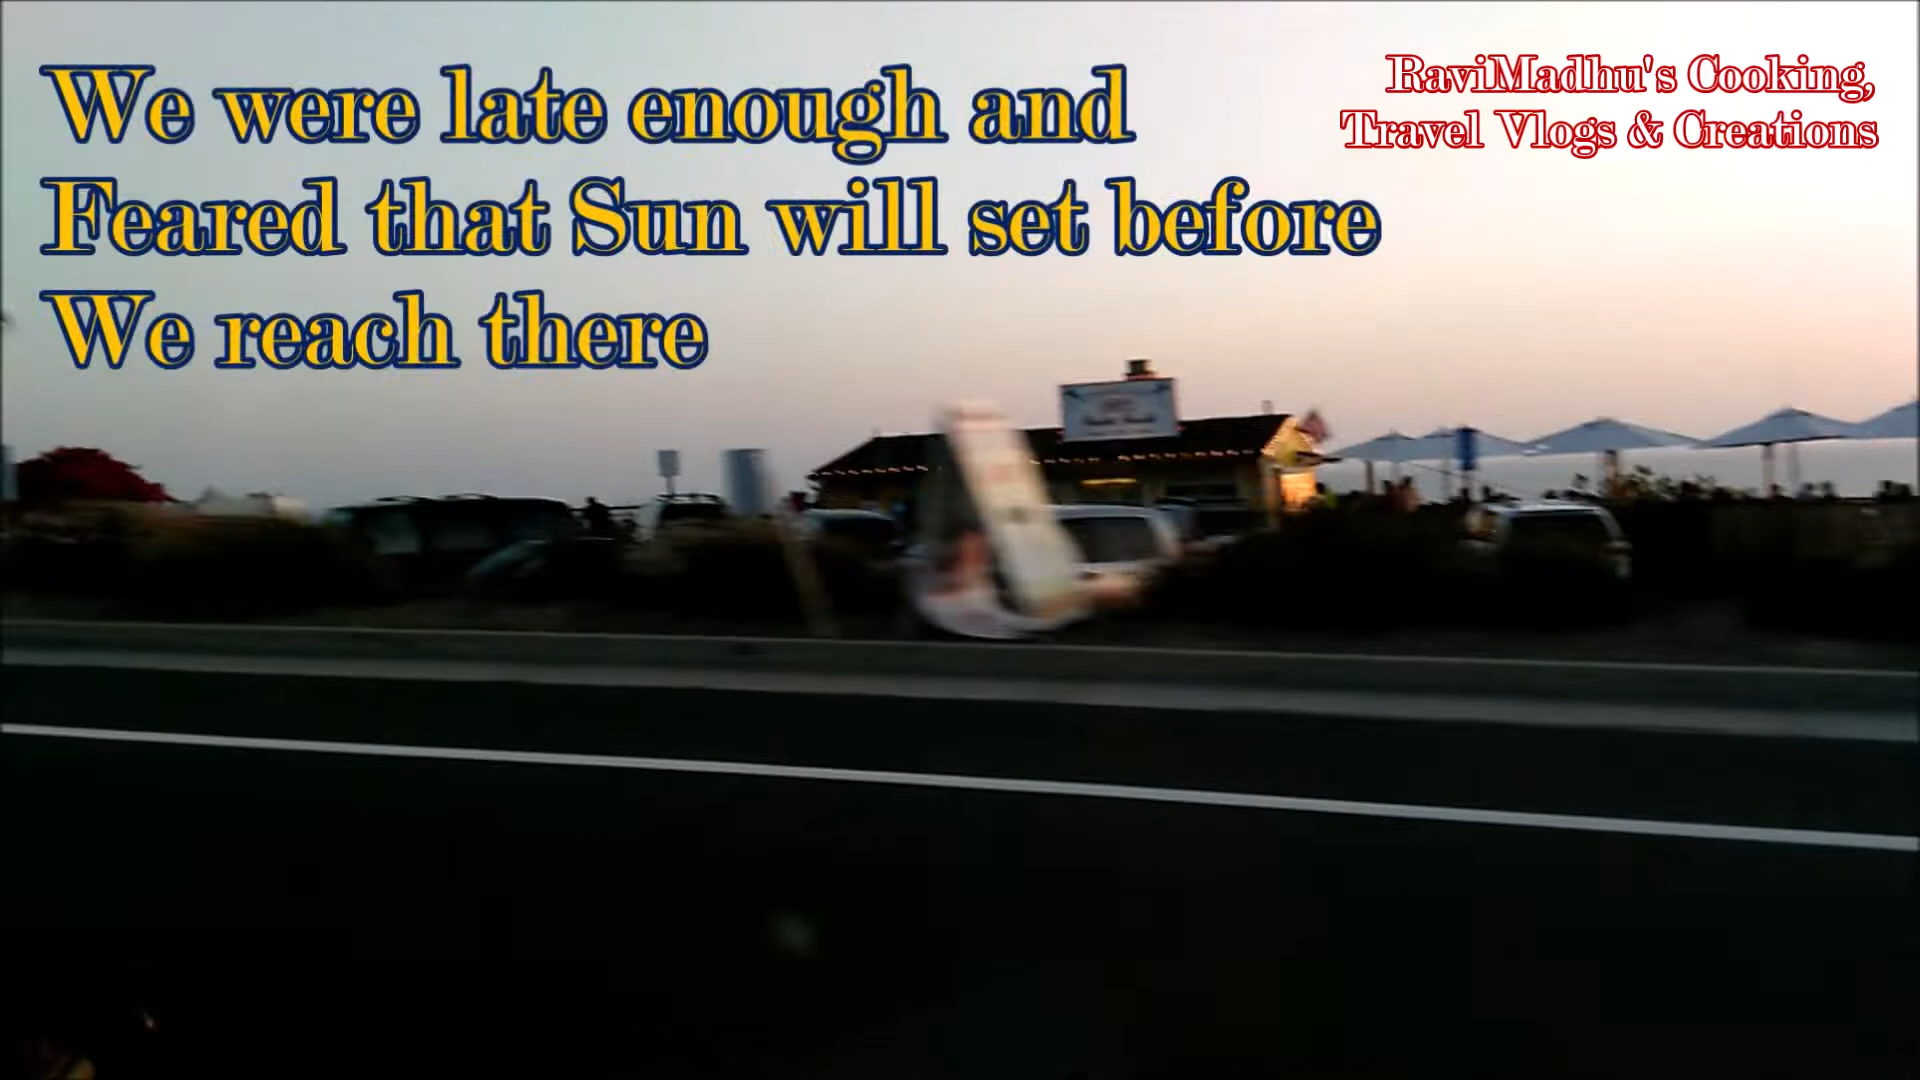 We were late enough and
Feared that Sun will set before
We reach there
RaviMadhu's Cooking,
Travel Vlogs & Creations